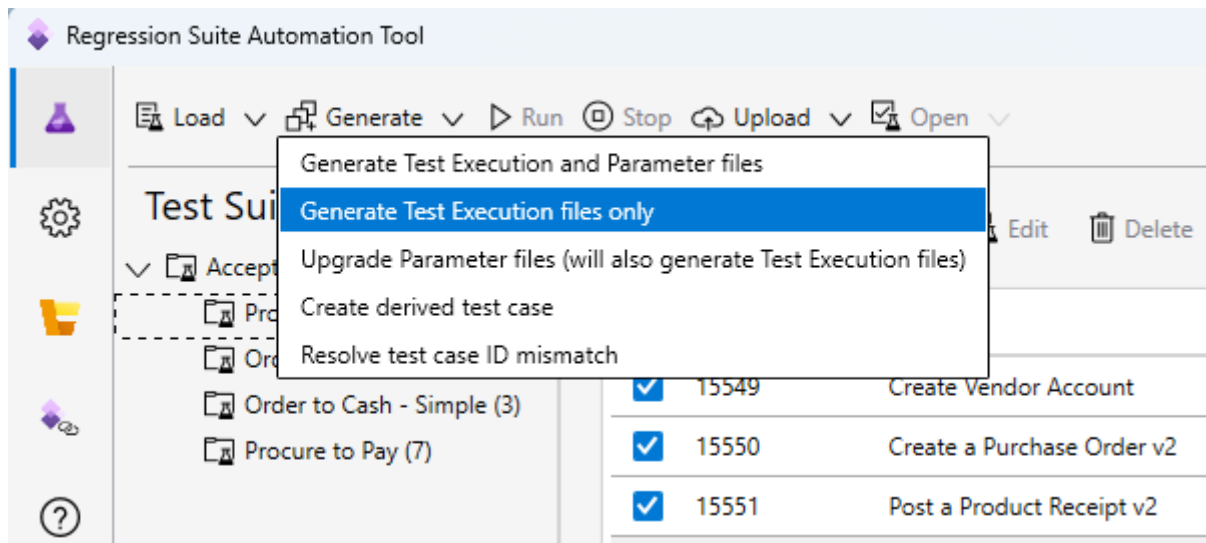 Regression Suite Automation Tool
Load Generate Run Stop Upload Open
Generate Test Execution and Parameter files
Test Sui
Generate Test Execution files only
Edit Delete
Upgrade Parameter files (will also generate Test Execution files)
Accept
Create derived test case
Pro
Resolve test case ID mismatch
Ord
15549 Create Vendor Account
Order to Cash - Simple (3)
15550 Create a Purchase Order v2
Procure to Pay (7)
15551 Post a Product Receipt v2